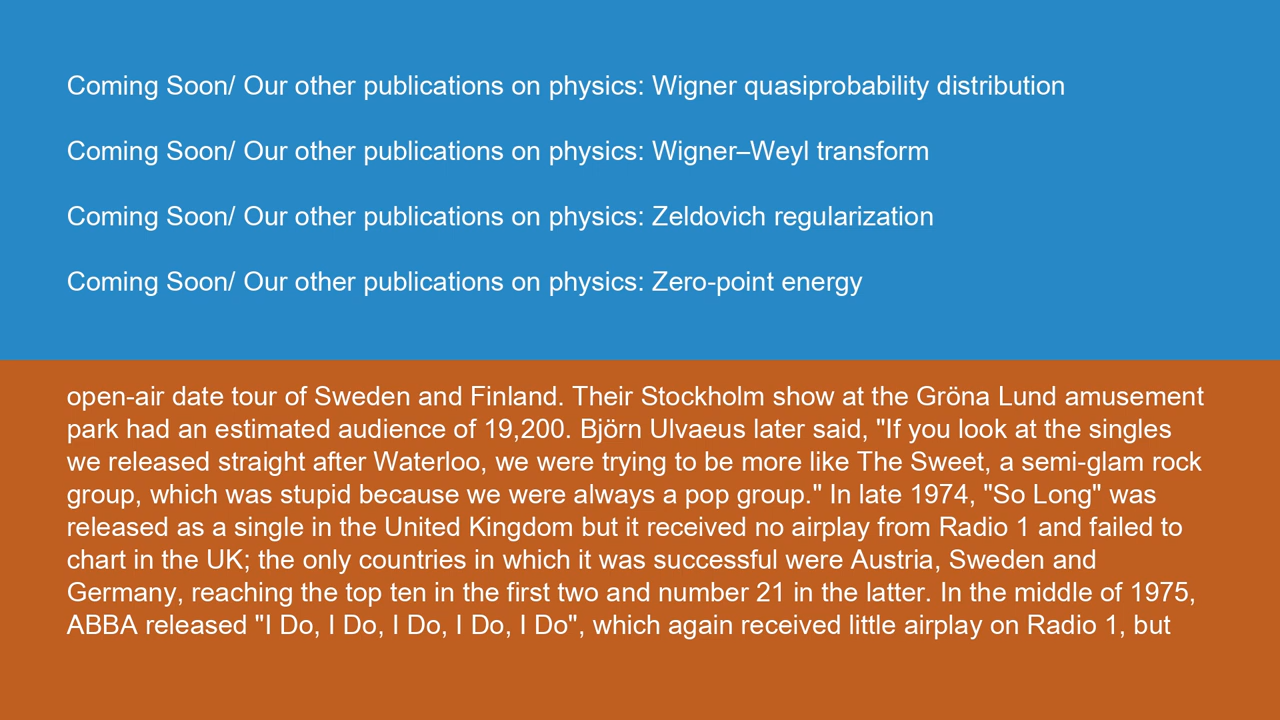 Coming Soon/ Our other publications on physics: Wigner quasiprobability distribution
Coming Soon/ Our other publications on physics: Wigner–Weyl transform
Coming Soon/ Our other publications on physics: Zeldovich regularization
Coming Soon/ Our other publications on physics: Zero-point energy
open-air date tour of Sweden and Finland. Their Stockholm show at the Gröna Lund amusement
park had an estimated audience of 19,200. Björn Ulvaeus later said, "If you look at the singles
we released straight after Waterloo, we were trying to be more like The Sweet, a semi-glam rock
group, which was stupid because we were always a pop group." In late 1974, "So Long" was
released as a single in the United Kingdom but it received no airplay from Radio 1 and failed to
chart in the UK; the only countries in which it was successful were Austria, Sweden and
Germany, reaching the top ten in the first two and number 21 in the latter. In the middle of 1975,
ABBA released "I Do, I Do, I Do, I Do, I Do", which again received little airplay on Radio 1, but